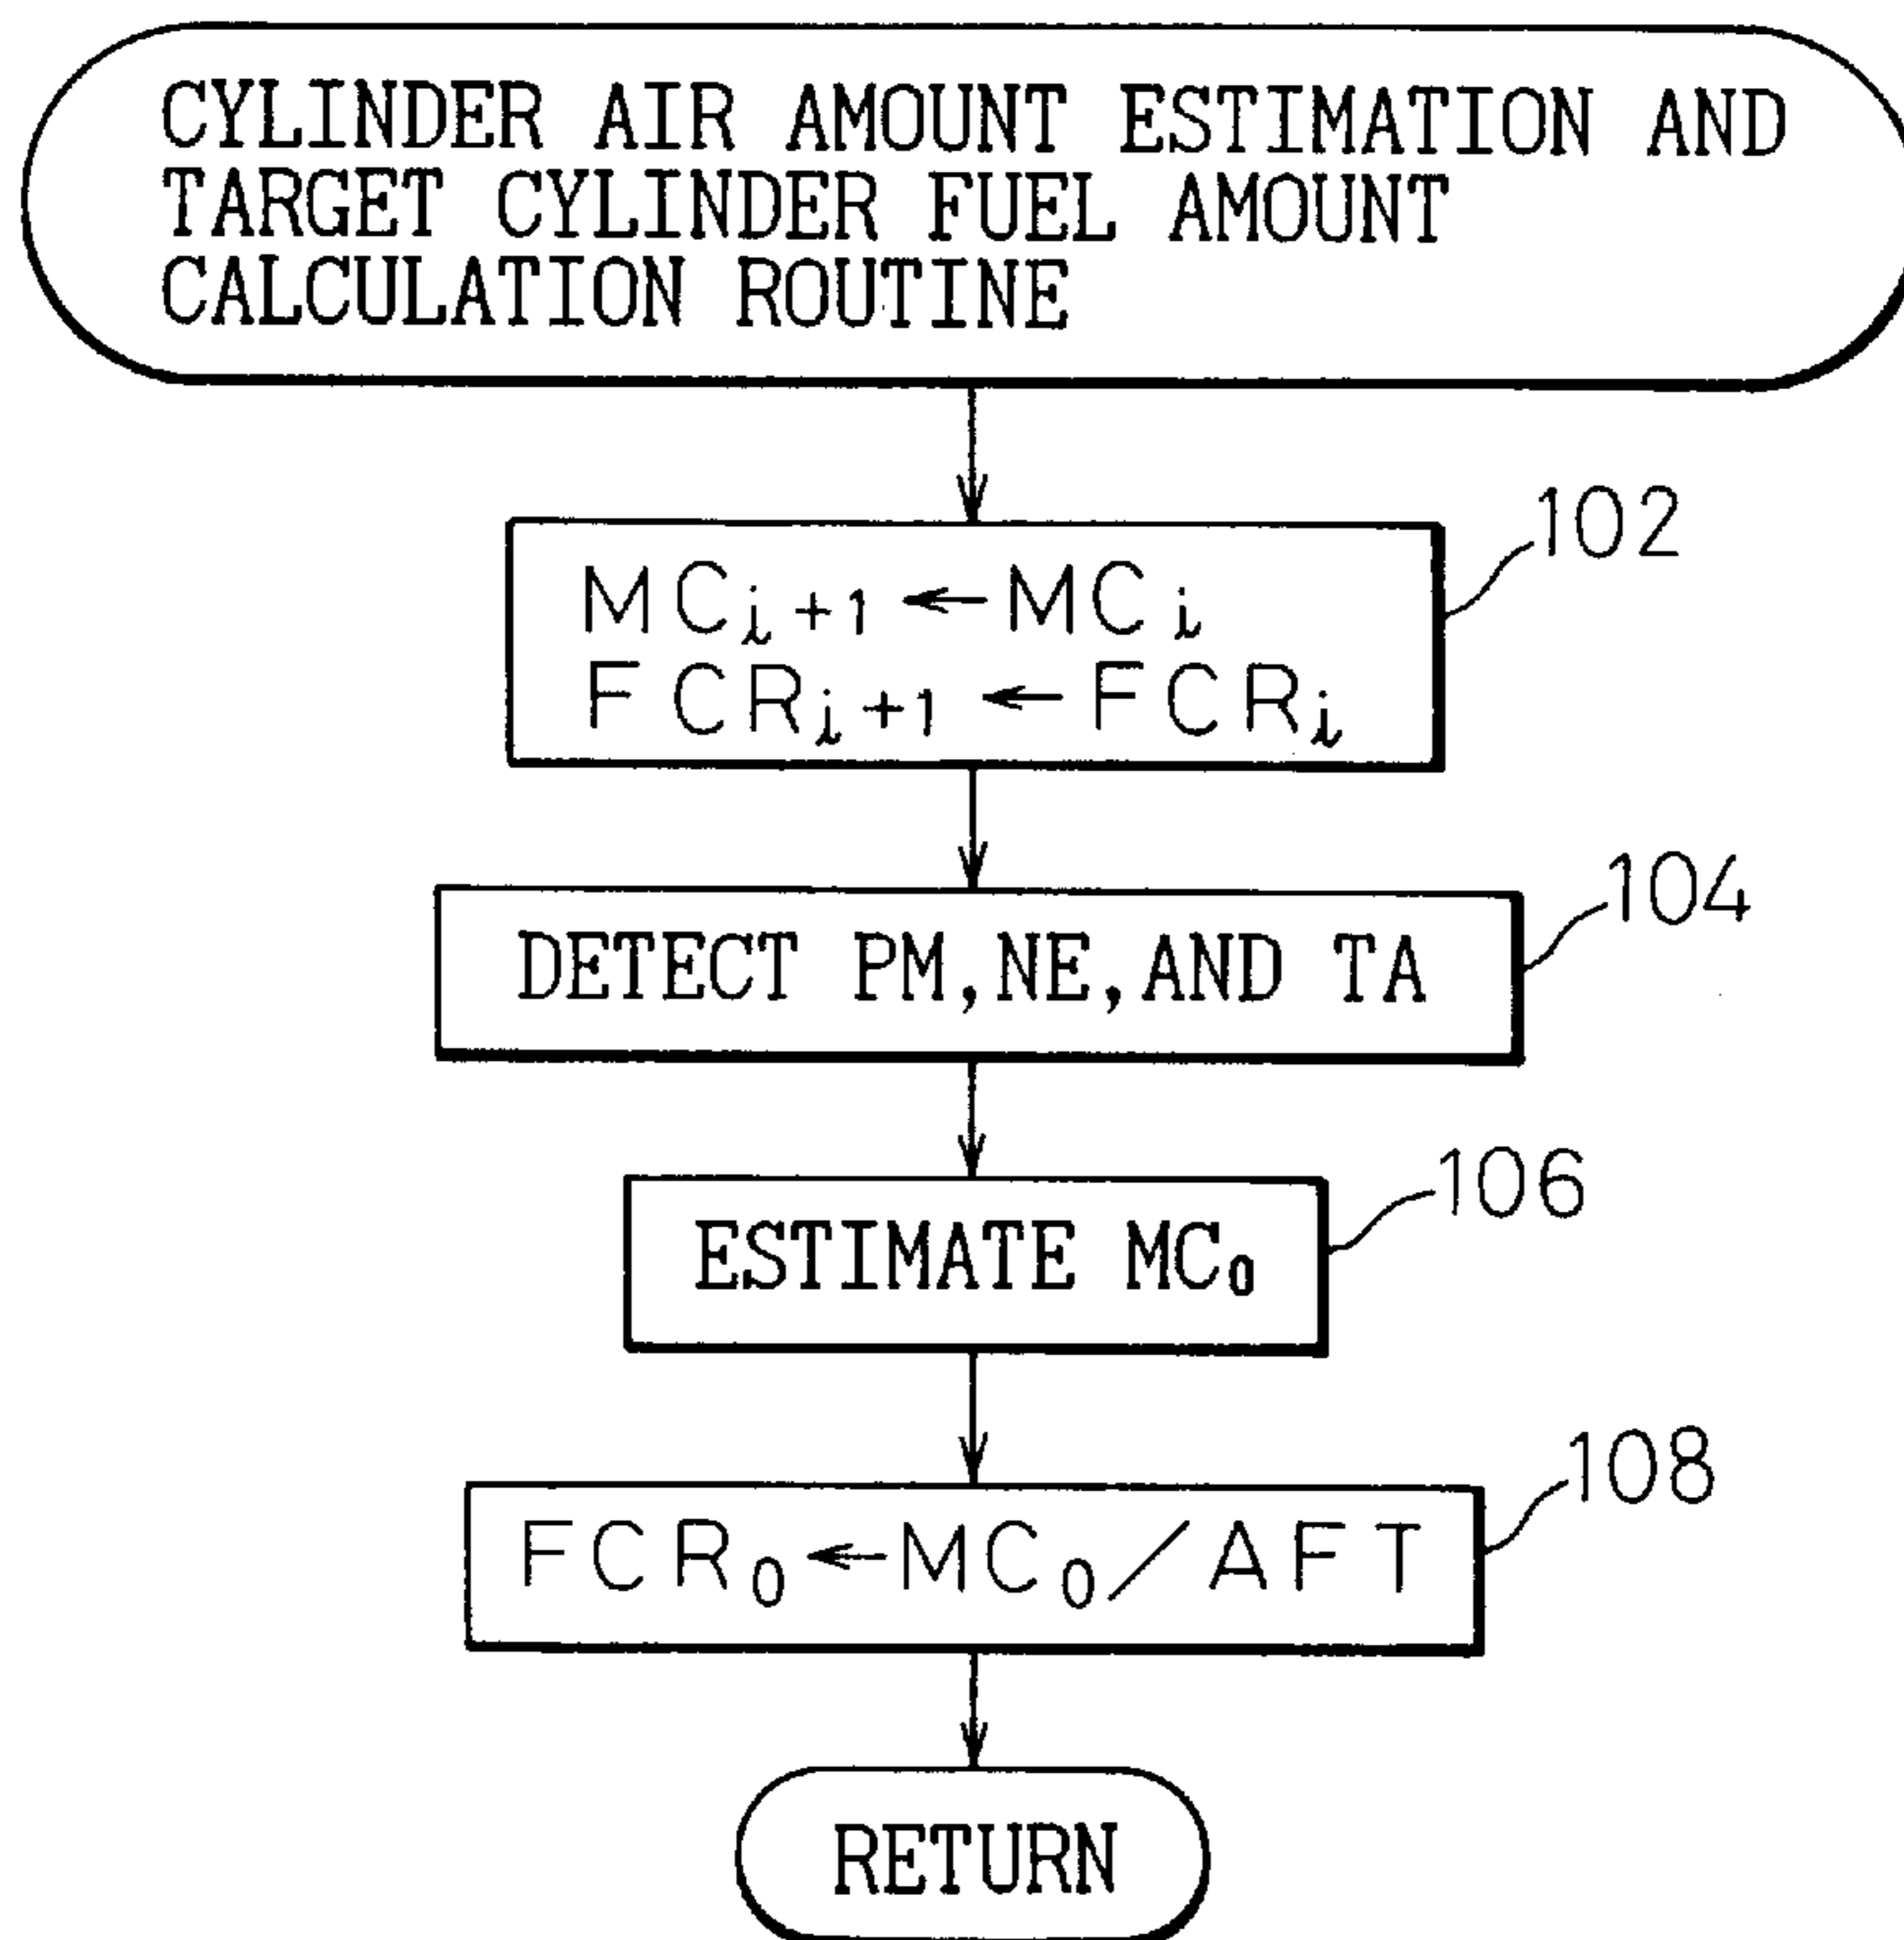 CYLINDER AIR AMOUNT ESTIMATION AND
TARGET CYLINDER FUEL AMOUNT
CALCULATION ROUTINE
102
MCi+1 ← MCi
FCRi+1 ← FCRi
104
DETECT PM, NE, AND TA
106
ESTIMATE MC0
108
FCR0 ← MC0/AFT
RETURN